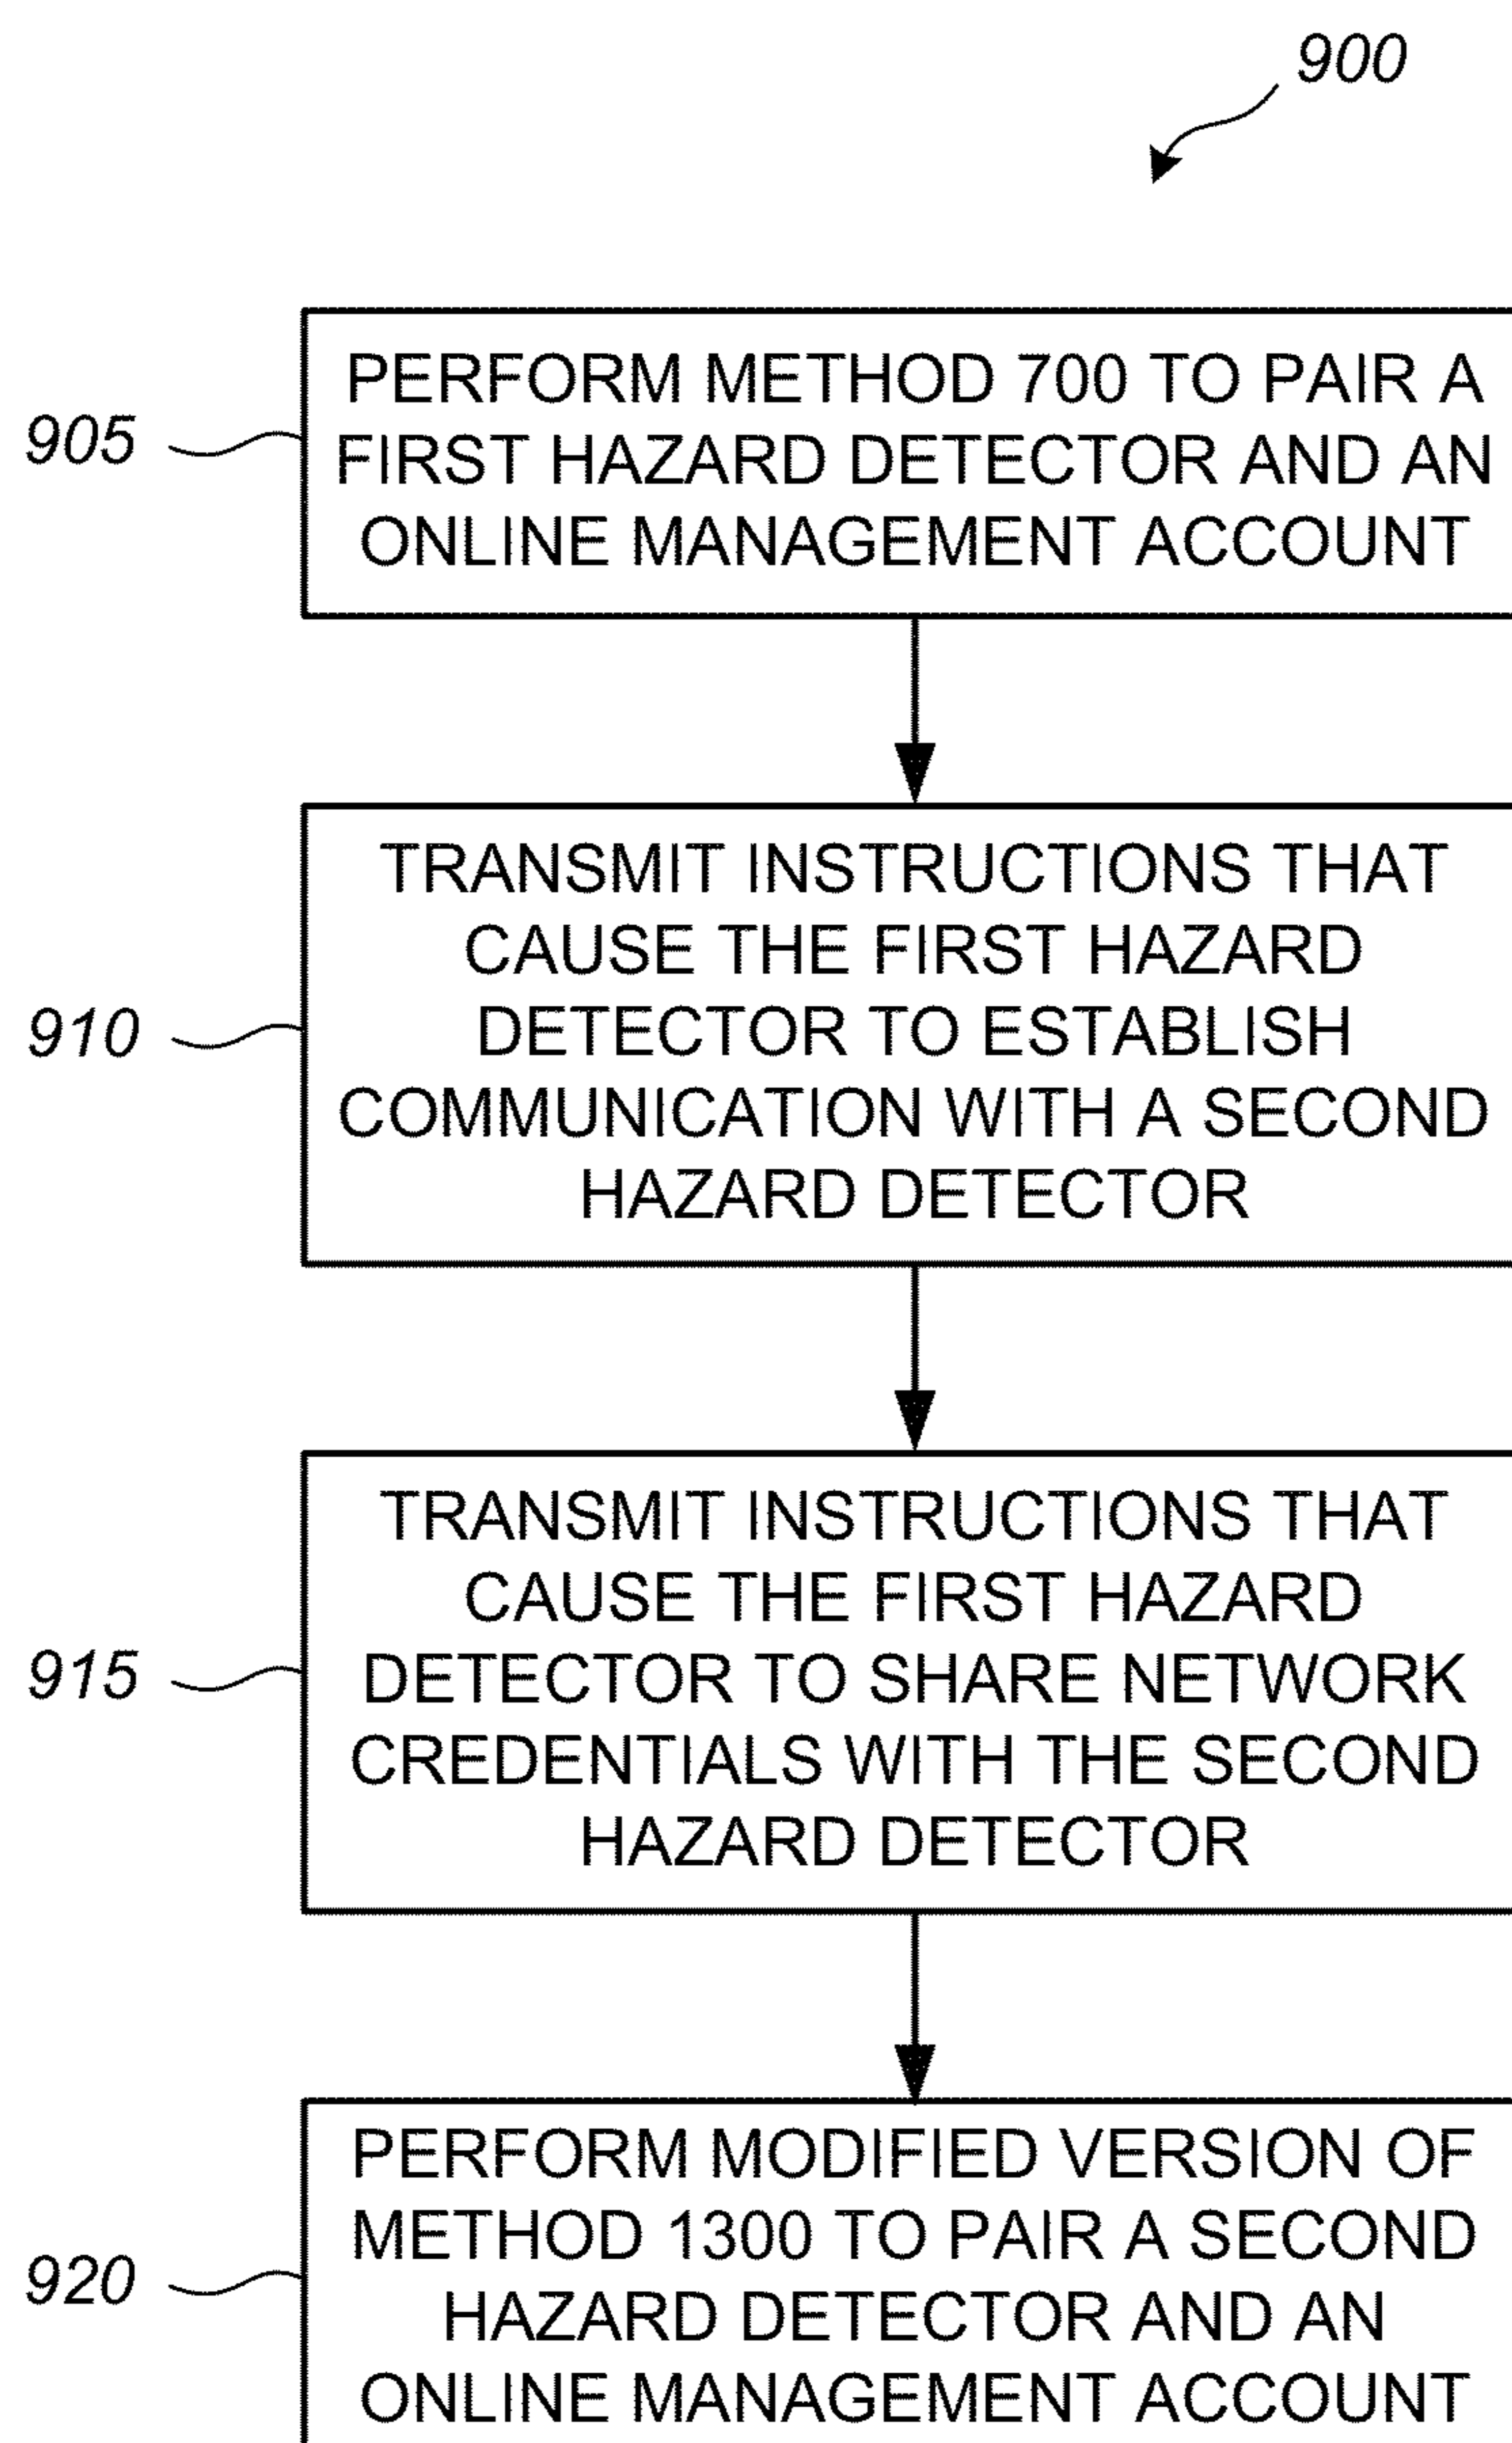 900
905
PERFORM METHOD 700 TO PAIR A
FIRST HAZARD DETECTOR AND AN
ONLINE MANAGEMENT ACCOUNT
910
TRANSMIT INSTRUCTIONS THAT
CAUSE THE FIRST HAZARD
DETECTOR TO ESTABLISH
COMMUNICATION WITH A SECOND
HAZARD DETECTOR
915
TRANSMIT INSTRUCTIONS THAT
CAUSE THE FIRST HAZARD
DETECTOR TO SHARE NETWORK
CREDENTIALS WITH THE SECOND
HAZARD DETECTOR
920
PERFORM MODIFIED VERSION OF
METHOD 1300 TO PAIR A SECOND
HAZARD DETECTOR AND AN
ONLINE MANAGEMENT ACCOUNT